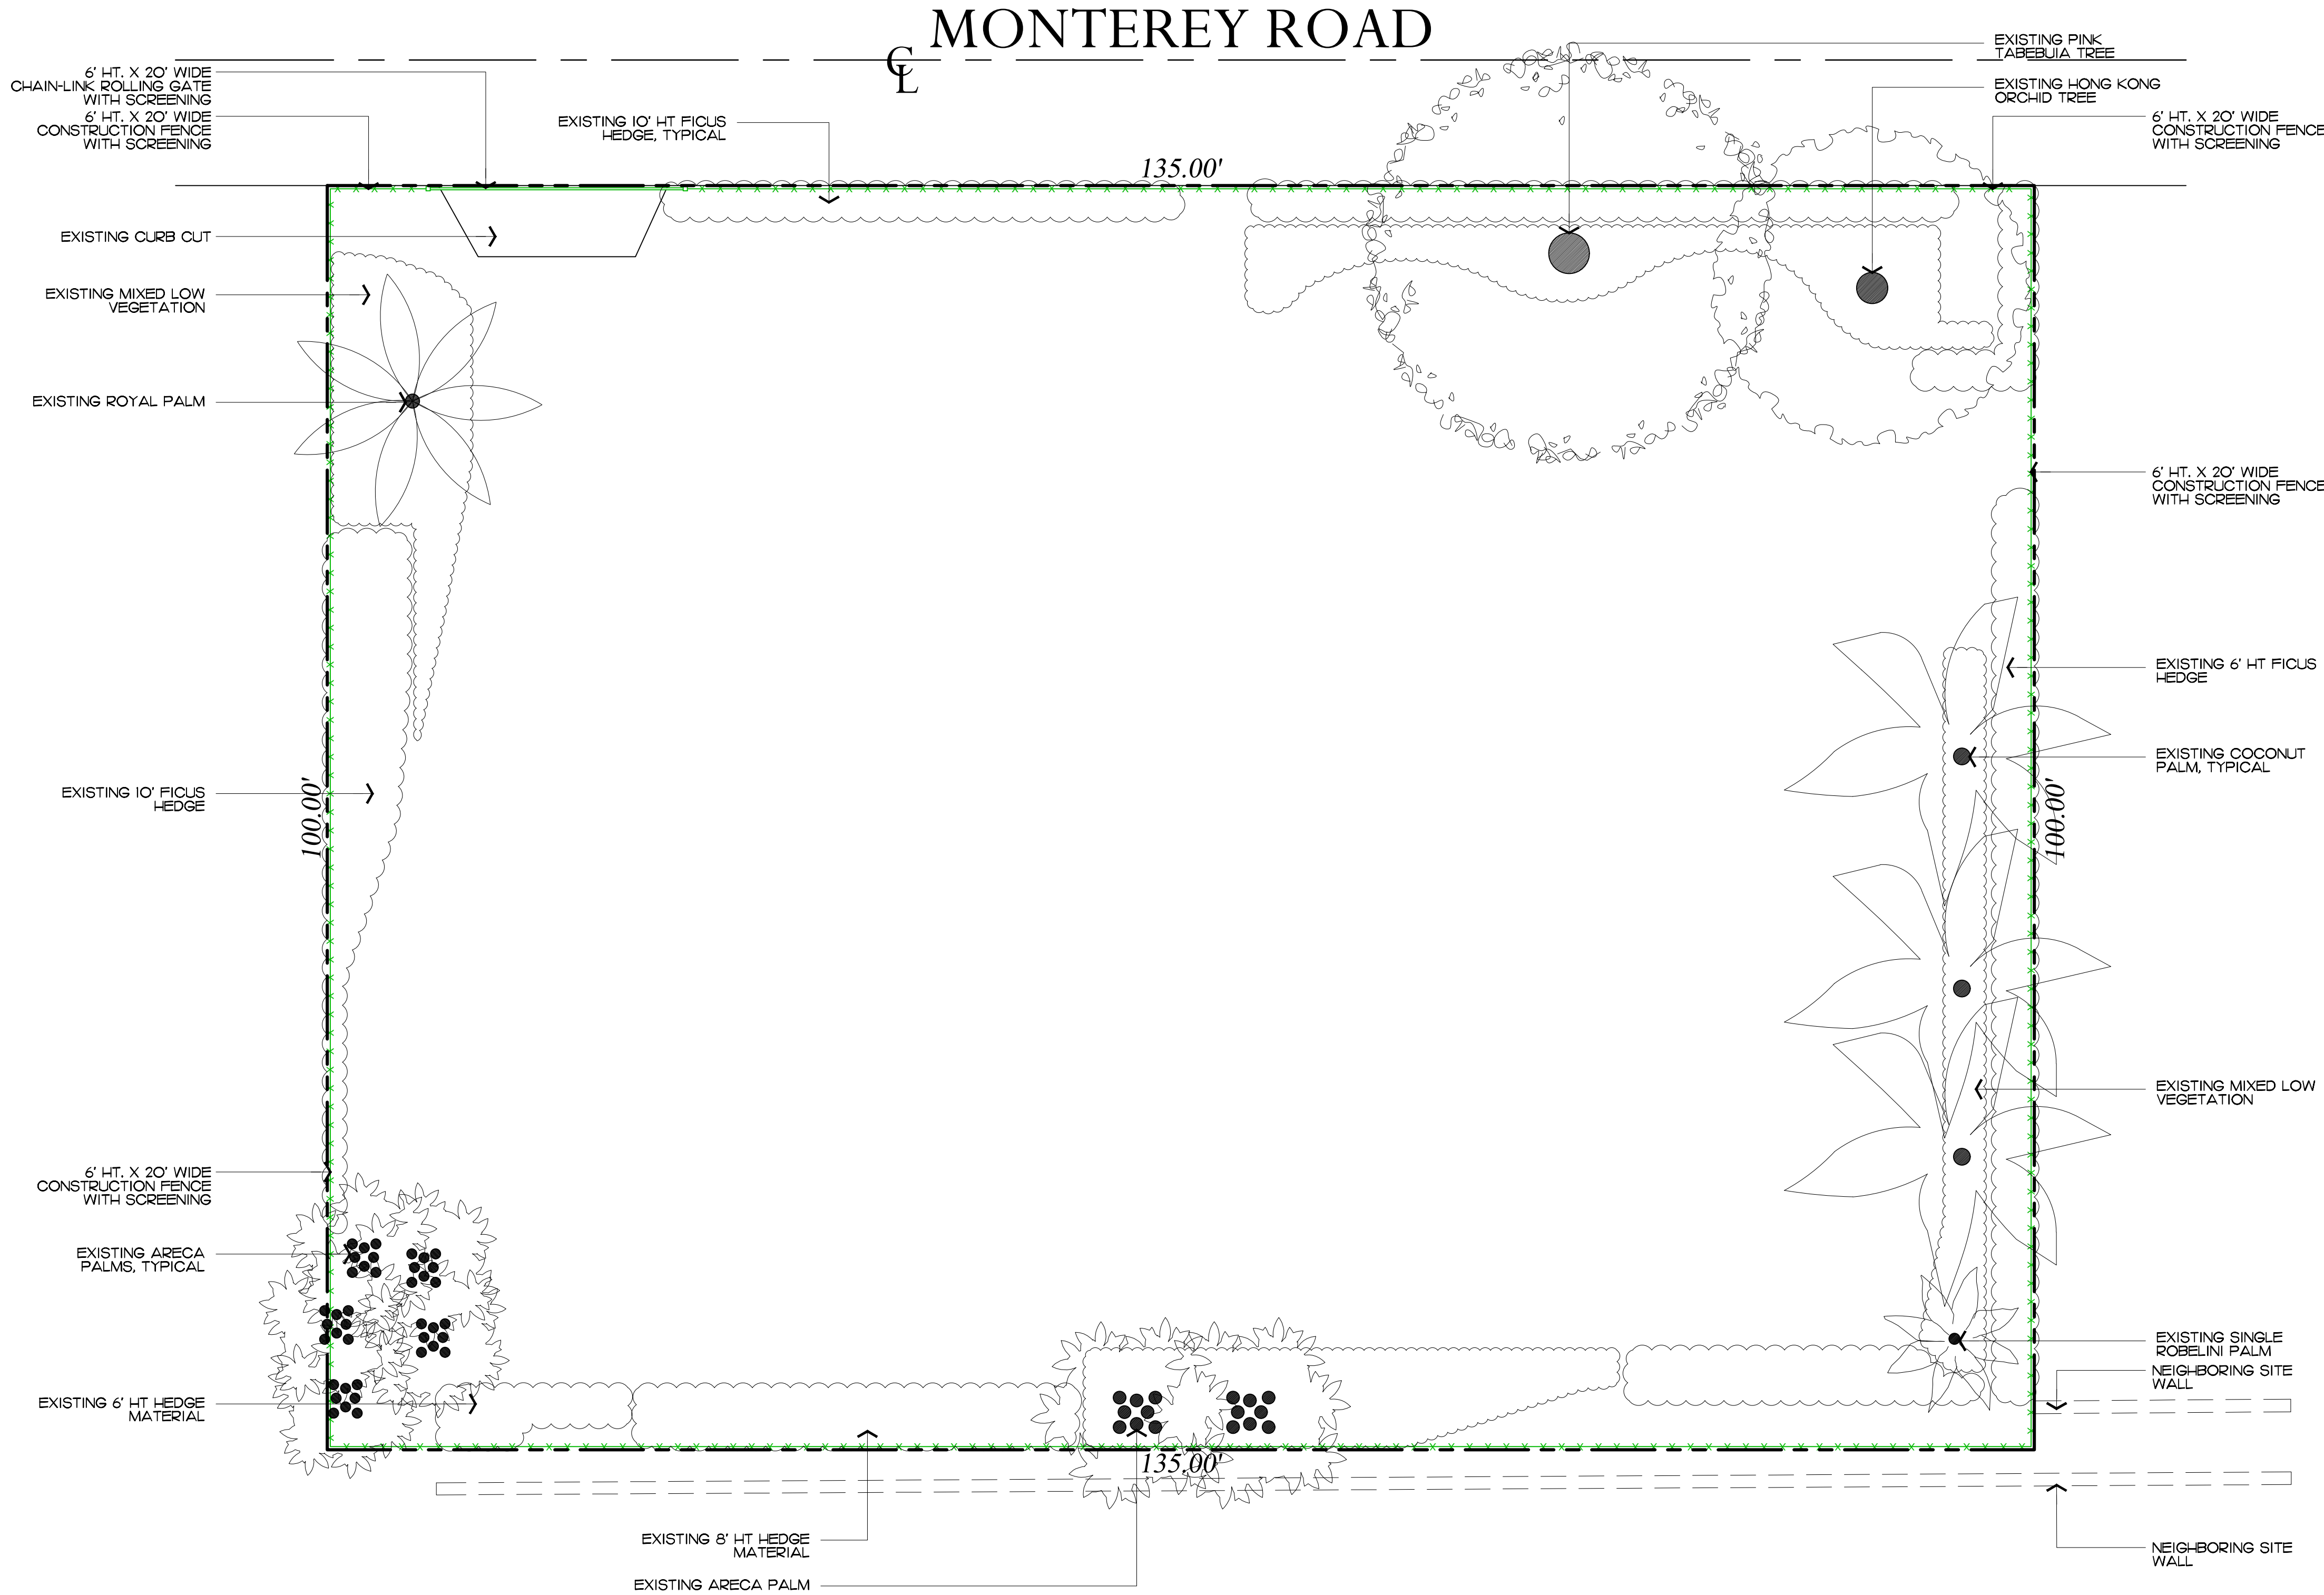 MONTEREY ROAD
CL
EXISTING PINK
TABEBUIA TREE
6' HT. X 20' WIDE
CHAIN-LINK ROLLING GATE
WITH SCREENING
EXISTING HONG KONG
ORCHID TREE
6' HT. X 20' WIDE
CONSTRUCTION FENCE
WITH SCREENING
EXISTING 10' HT FICUS
HEDGE, TYPICAL
6' HT. X 20' WIDE
CONSTRUCTION FENCE
WITH SCREENING
135.00'
EXISTING CURB CUT
EXISTING MIXED LOW
VEGETATION
EXISTING ROYAL PALM
6' HT. X 20' WIDE
CONSTRUCTION FENCE
WITH SCREENING
EXISTING 6' HT FICUS
HEDGE
EXISTING COCONUT
PALM, TYPICAL
EXISTING 10' FICUS
HEDGE
100.00'
100.00'
EXISTING MIXED LOW
VEGETATION
6' HT. X 20' WIDE
CONSTRUCTION FENCE
WITH SCREENING
EXISTING ARECA
PALMS, TYPICAL
EXISTING SINGLE
ROBELINI PALM
NEIGHBORING SITE
WALL
EXISTING 6' HT HEDGE
MATERIAL
135.00'
EXISTING 8' HT HEDGE
MATERIAL
NEIGHBORING SITE
WALL
EXISTING ARECA PALM